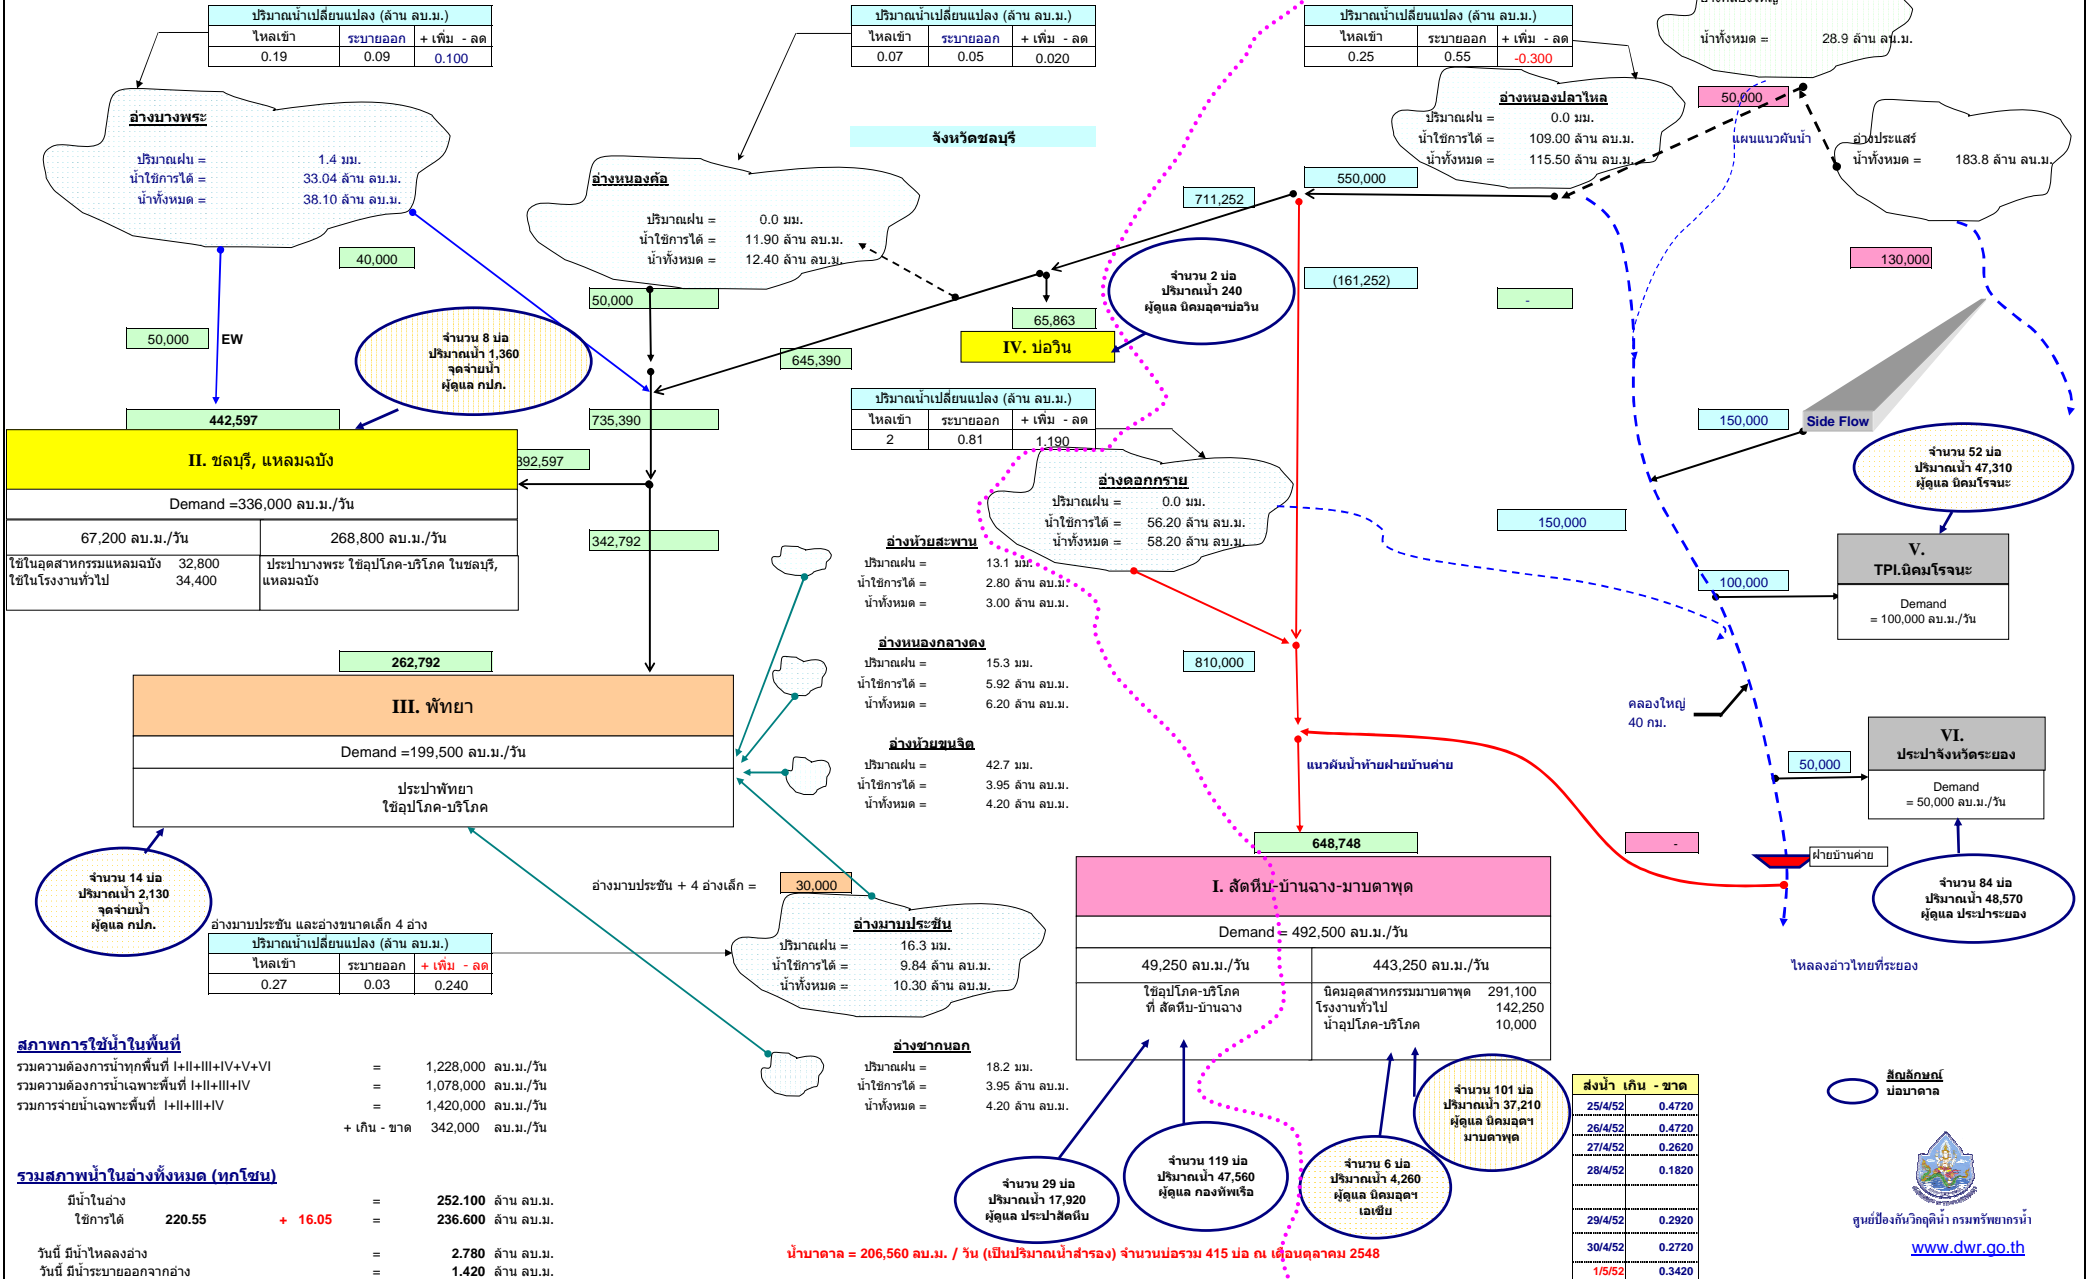 ปริมาณน้ำเปลี่ยนแปลง (ล้าน ลบ.ม.)
ไหลเข้า ระบายออก + เพิ่ม - ลด
0.19 0.09 0.100
ปริมาณน้ำเปลี่ยนแปลง (ล้าน ลบ.ม.)
ไหลเข้า ระบายออก + เพิ่ม - ลด
0.07 0.05 0.020
ปริมาณน้ำเปลี่ยนแปลง (ล้าน ลบ.ม.)
ไหลเข้า ระบายออก + เพิ่ม - ลด
0.25 0.55 -0.300
น้ำทั้งหมด = 28.9 ล้าน ลน.ม.
อ่างบางพระ
ปริมาณฝน = 1.4 มม.
น้ำใช้การได้ = 33.04 ล้าน ลบ.ม.
น้ำทั้งหมด = 38.10 ล้าน ลบ.ม.
จังหวัดชลบุรี
อ่างหนองค้อ
ปริมาณฝน = 0.0 มม.
น้ำใช้การได้ = 11.90 ล้าน ลบ.ม.
น้ำทั้งหมด = 12.40 ล้าน ลบ.ม.
อ่างหนองปลาไหล
ปริมาณฝน = 0.0 มม.
น้ำใช้การได้ = 109.00 ล้าน ลบ.ม.
น้ำทั้งหมด = 115.50 ล้าน ลบ.ม.
50,000
แผนแนวผันน้ำ
อ่างประแสร์
น้ำทั้งหมด = 183.8 ล้าน ลน.ม.
550,000
711,252
40,000
130,000
(161,252)
-
50,000
จำนวน 2 บ่อ
ปริมาณน้ำ 240
ผู้ดูแล นิคมอุตฯบ่อวิน
65,863
IV. บ่อวิน
50,000 EW
จำนวน 8 บ่อ
ปริมาณน้ำ 1,360
จุดจ่ายน้ำ
ผู้ดูแล กปภ.
645,390
ปริมาณน้ำเปลี่ยนแปลง (ล้าน ลบ.ม.)
ไหลเข้า ระบายออก + เพิ่ม - ลด
2 0.81 1.190
442,597
735,390
150,000
Side Flow
II. ชลบุรี, แหลมฉบัง
392,597
Demand =336,000 ลบ.ม./วัน
67,200 ลบ.ม./วัน 268,800 ลบ.ม./วัน
ใช้ในอุตสาหกรรมแหลมฉบัง 32,800
ใช้ในโรงงานทั่วไป 34,400
ประปาบางพระ ใช้อุปโภค-บริโภค ในชลบุรี,
แหลมฉบัง
342,792
อ่างดอกกราย
ปริมาณฝน = 0.0 มม.
น้ำใช้การได้ = 56.20 ล้าน ลบ.ม.
น้ำทั้งหมด = 58.20 ล้าน ลบ.ม.
จำนวน 52 บ่อ
ปริมาณน้ำ 47,310
ผู้ดูแล นิคมโรจนะ
150,000
อ่างห้วยสะพาน
ปริมาณฝน = 13.1 มม.
น้ำใช้การได้ = 2.80 ล้าน ลบ.ม.
น้ำทั้งหมด = 3.00 ล้าน ลบ.ม.
V.
TPI.นิคมโรจนะ
Demand
= 100,000 ลบ.ม./วัน
100,000
อ่างหนองกลางดง
ปริมาณฝน = 15.3 มม.
น้ำใช้การได้ = 5.92 ล้าน ลบ.ม.
น้ำทั้งหมด = 6.20 ล้าน ลบ.ม.
262,792
810,000
III. พัทยา
Demand =199,500 ลบ.ม./วัน
ประปาพัทยา
ใช้อุปโภค-บริโภค
คลองใหญ่
40 กม.
อ่างห้วยขุนจิต
ปริมาณฝน = 42.7 มม.
น้ำใช้การได้ = 3.95 ล้าน ลบ.ม.
น้ำทั้งหมด = 4.20 ล้าน ลบ.ม.
แนวผันน้ำท้ายฝายบ้านค่าย
50,000
VI.
ประปาจังหวัดระยอง
Demand
= 50,000 ลบ.ม./วัน
648,748
-
ฝายบ้านค่าย
จำนวน 14 บ่อ
ปริมาณน้ำ 2,130
จุดจ่ายน้ำ
ผู้ดูแล กปภ.
อ่างมาบประชัน + 4 อ่างเล็ก = 30,000
อ่างมาบประชัน และอ่างขนาดเล็ก 4 อ่าง
ปริมาณน้ำเปลี่ยนแปลง (ล้าน ลบ.ม.)
ไหลเข้า ระบายออก + เพิ่ม - ลด
0.27 0.03 0.240
อ่างมาบประชัน
ปริมาณฝน = 16.3 มม.
น้ำใช้การได้ = 9.84 ล้าน ลบ.ม.
น้ำทั้งหมด = 10.30 ล้าน ลบ.ม.
I. สัตหีบ-บ้านฉาง-มาบตาพุด
Demand = 492,500 ลบ.ม./วัน
49,250 ลบ.ม./วัน 443,250 ลบ.ม./วัน
ใช้อุปโภค-บริโภค
ที่ สัตหีบ-บ้านฉาง
นิคมอุตสาหกรรมมาบตาพุด 291,100
โรงงานทั่วไป 142,250
น้ำอุปโภค-บริโภค 10,000
จำนวน 84 บ่อ
ปริมาณน้ำ 48,570
ผู้ดูแล ประปาระยอง
ไหลลงอ่าวไทยที่ระยอง
อ่างซากนอก
ปริมาณฝน = 18.2 มม.
น้ำใช้การได้ = 3.95 ล้าน ลบ.ม.
น้ำทั้งหมด = 4.20 ล้าน ลบ.ม.
สภาพการใช้น้ำในพื้นที่
รวมความต้องการน้ำทุกพื้นที่ I+II+III+IV+V+VI = 1,228,000 ลบ.ม./วัน
รวมความต้องการน้ำเฉพาะพื้นที่ I+II+III+IV = 1,078,000 ลบ.ม./วัน
รวมการจ่ายน้ำเฉพาะพื้นที่ I+II+III+IV = 1,420,000 ลบ.ม./วัน
+ เกิน - ขาด 342,000 ลบ.ม./วัน
รวมสภาพน้ำในอ่างทั้งหมด (ทุกโซน)
มีน้ำในอ่าง = 252.100 ล้าน ลบ.ม.
ใช้การได้ 220.55 + 16.05 = 236.600 ล้าน ลบ.ม.
วันนี้ มีน้ำไหลลงอ่าง = 2.780 ล้าน ลบ.ม.
วันนี้ มีน้ำระบายออกจากอ่าง = 1.420 ล้าน ลบ.ม.
จำนวน 29 บ่อ
ปริมาณน้ำ 17,920
ผู้ดูแล ประปาสัตหีบ
จำนวน 119 บ่อ
ปริมาณน้ำ 47,560
ผู้ดูแล กองทัพเรือ
จำนวน 6 บ่อ
ปริมาณน้ำ 4,260
ผู้ดูแล นิคมอุตฯ
เอเซีย
จำนวน 101 บ่อ
ปริมาณน้ำ 37,210
ผู้ดูแล นิคมอุตฯ
มาบตาพุด
น้ำบาดาล = 206,560 ลบ.ม. / วัน (เป็นปริมาณน้ำสำรอง) จำนวนบ่อรวม 415 บ่อ ณ เดือนตุลาคม 2548
ส่งน้ำ เกิน - ขาด
25/4/52 0.4720
26/4/52 0.4720
27/4/52 0.2620
28/4/52 0.1820
29/4/52 0.2920
30/4/52 0.2720
1/5/52 0.3420
สัญลักษณ์
บ่อบาดาล
ศูนย์ป้องกันวิกฤติน้ำ กรมทรัพยากรน้ำ
www.dwr.go.th